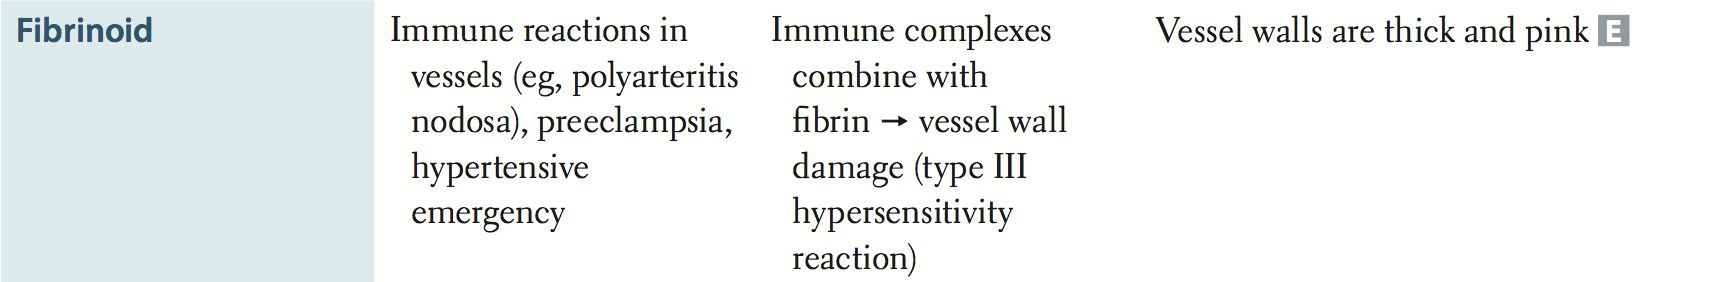 Fibrinoid
Immune reactions in
vessels (eg, polyarteritis
nodosa), preeclampsia,
hypertensive
emergency
Immune complexes
combine with
fibrin → vessel wall
damage (type III
hypersensitivity
reaction)
Vessel walls are thick and pink E